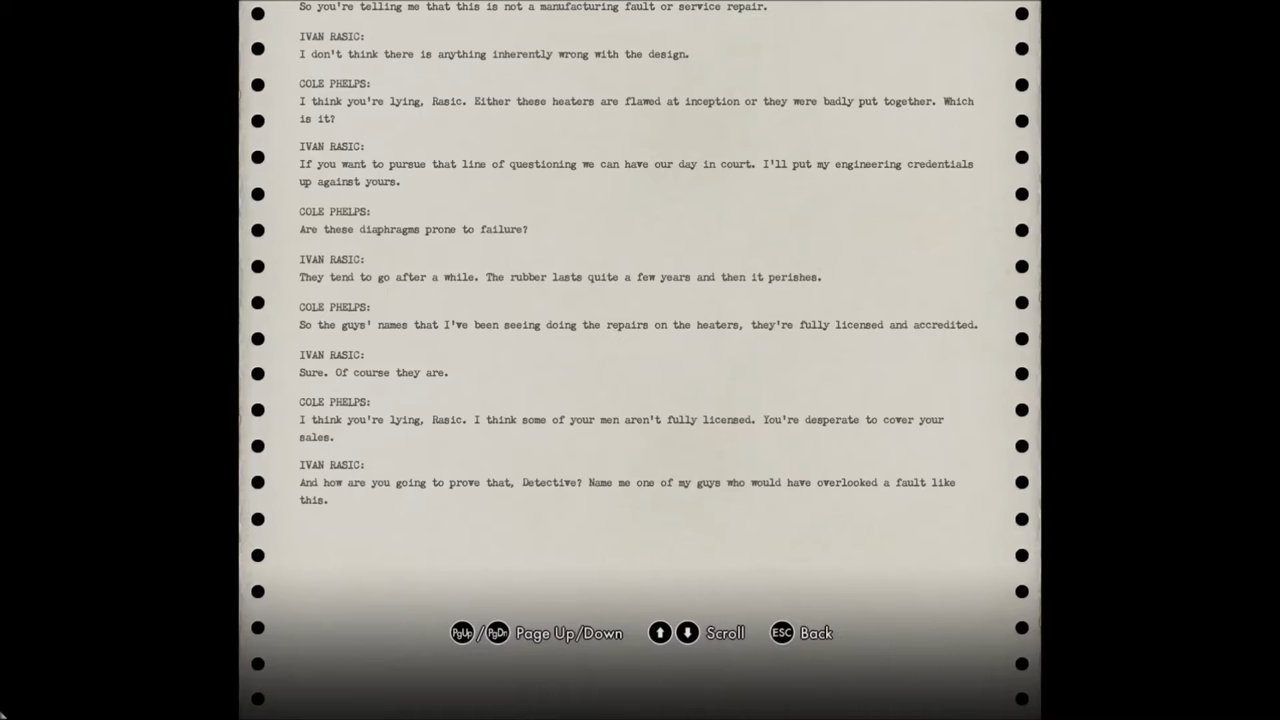 So you're telling me that this is not a manufacturing fault or service repair.
IVAN RASIC:
I don't think there is anything inherently wrong with the design.
COLE PHELPS:
I think you're lying, Rasic. Either these heaters are flawed at inception or they were badly put together. Which
is it?
IVAN RASIC:
If you want to pursue that line of questioning we can have our day in court. I'll put my engineering credentials
up against yours.
COLE PHELPS:
Are these diaphragms prone to failure?
IVAN RASIC:
They tend to go after a while. The rubber lasts quite a few years and then it perishes.
COLE PHELPS:
So the guys' names that I've been seeing doing the repairs on the heaters, they're fully licensed and accredited.
IVAN RASIC:
Sure. Of course they are.
COLE PHELPS:
I think you're lying, Rasic. I think some of your men aren't fully licensed. You're desperate to cover your
sales.
IVAN RASIC:
And how are you going to prove that, Detective? Name me one of my guys who would have overlooked a fault like
this.
PgUp/PgDn Page Up/Down Scroll ESC Back